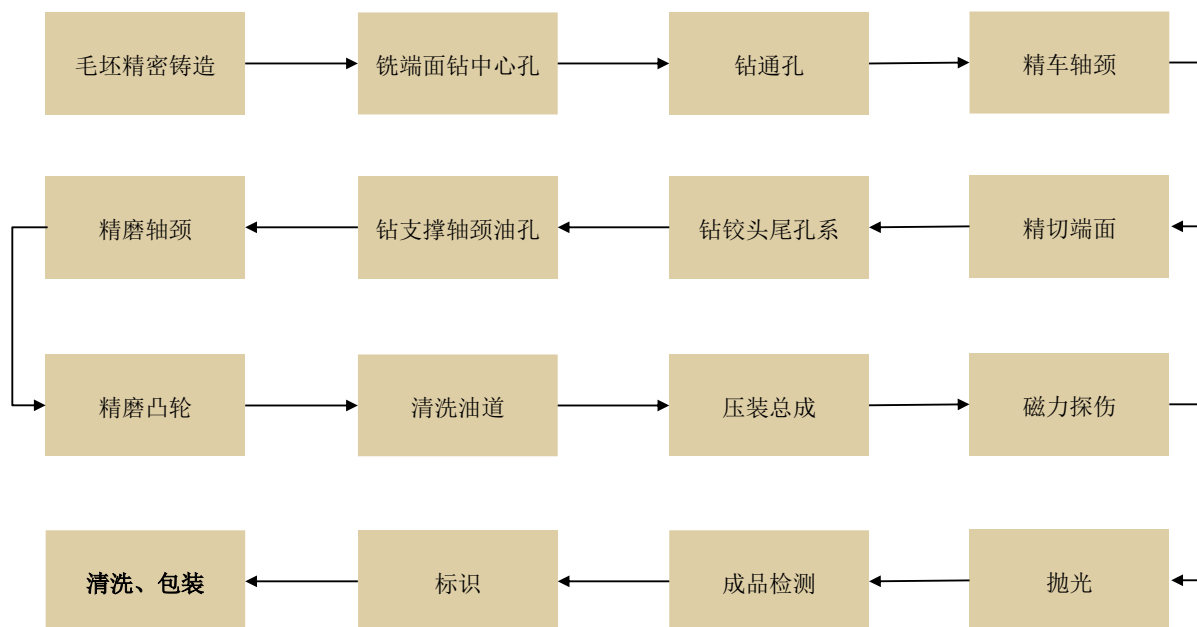 毛坯精密铸造
铣端面钻中心孔
钻通孔
精车轴颈
精磨轴颈
钻支撑轴颈油孔
钻铰头尾孔系
精切端面
精磨凸轮
清洗油道
压装总成
磁力探伤
清洗、包装
标识
成品检测
抛光